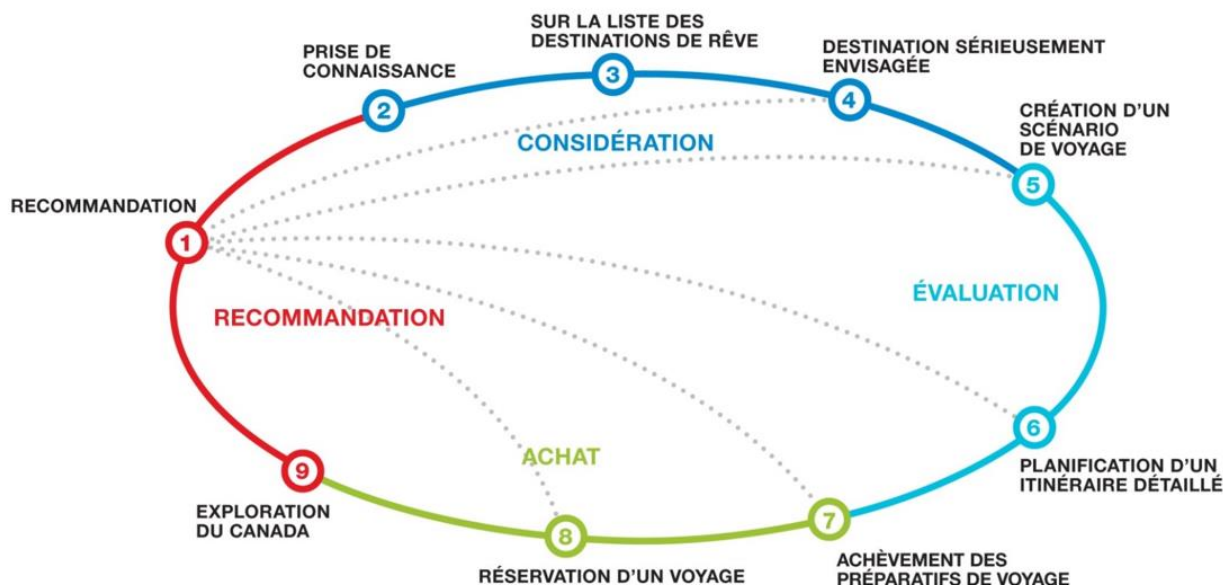 SUR LA LISTE DES
DESTINATIONS DE RÊVE
PRISE DE
CONNAISSANCE
3
DESTINATION SÉRIEUSEMENT
ENVISAGÉE
2
4
CRÉATION D'UN
SCÉNARIO
DE VOYAGE
CONSIDÉRATION
5
RECOMMANDATION
1
ÉVALUATION
RECOMMANDATION
6
ACHAT
PLANIFICATION D'UN
ITINÉRAIRE DÉTAILLÉ
9
EXPLORATION
DU CANADA
7
8
ACHÈVEMENT DES
PRÉPARATIFS DE VOYAGE
RÉSERVATION D'UN VOYAGE